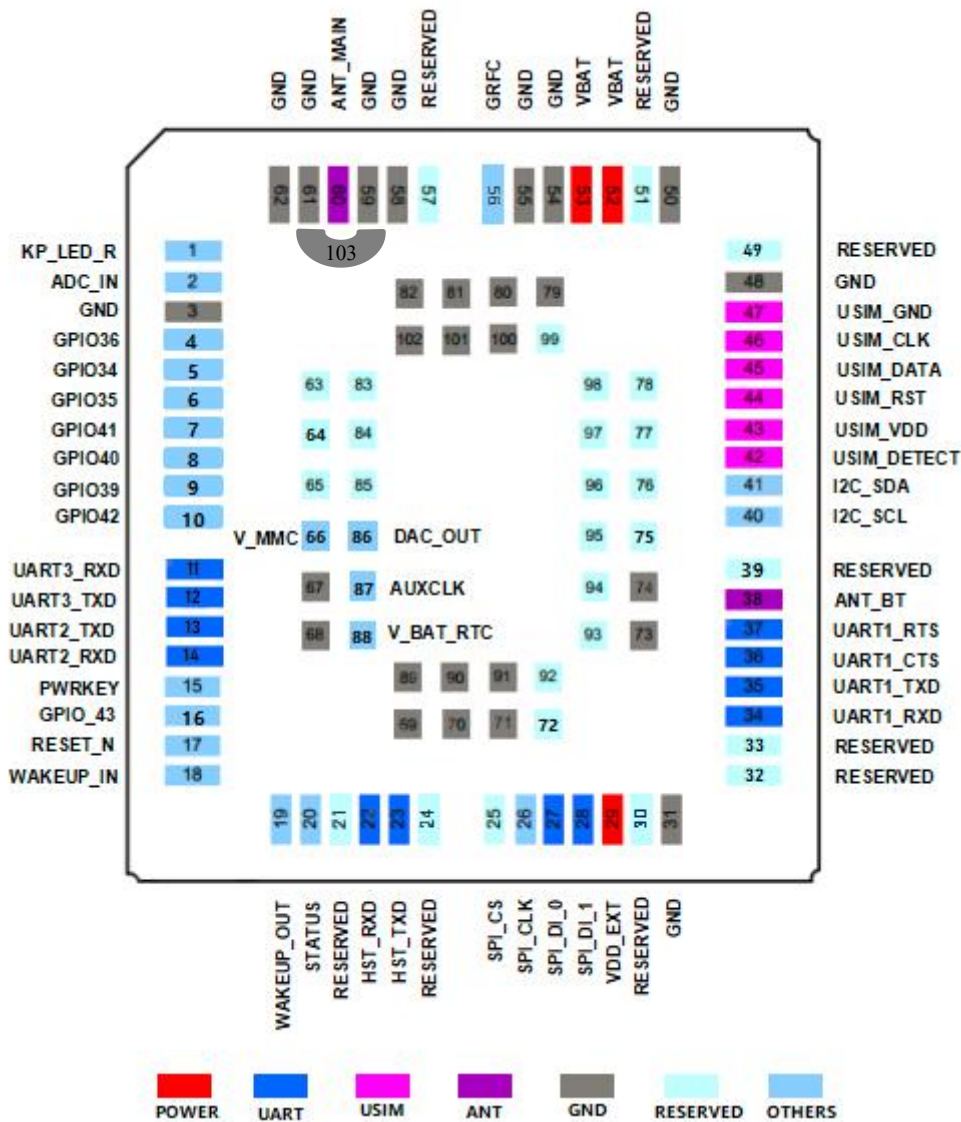 GND GND ANT_MAIN GND GND RESERVED GRFC GND GND VBAT VBAT RESERVED GND
62 61 60 59 58 57 56 55 54 53 52 51 50
103
KP_LED_R 1 49 RESERVED
ADC_IN 2 48 GND
GND 3 47 USIM_GND
GPIO36 4 46 USIM_CLK
GPIO34 5 45 USIM_DATA
GPIO35 6 44 USIM_RST
GPIO41 7 43 USIM_VDD
GPIO40 8 42 USIM_DETECT
GPIO39 9 41 I2C_SDA
GPIO42 10 40 I2C_SCL
UART3_RXD 11 39 RESERVED
UART3_TXD 12 38 ANT_BT
UART2_TXD 13 37 UART1_RTS
UART2_RXD 14 36 UART1_CTS
PWRKEY 15 35 UART1_TXD
GPIO_43 16 34 UART1_RXD
RESET_N 17 33 RESERVED
WAKEUP_IN 18 32 RESERVED
82 81 80 79
102 101 100 99
63 83 98 78
64 84 97 77
65 85 96 76
V_MMC 66 86 DAC_OUT 95 75
67 87 AUXCLK 94 74
68 88 V_BAT_RTC 93 73
89 90 91 92
69 70 71 72
19 20 21 22 23 24 25 26 27 28 29 30 31
WAKEUP_OUT STATUS RESERVED HST_RXD HST_TXD RESERVED SPI_CS SPI_CLK SPI_DI_0 SPI_DI_1 VDD_EXT RESERVED GND
POWER UART USIM ANT GND RESERVED OTHERS